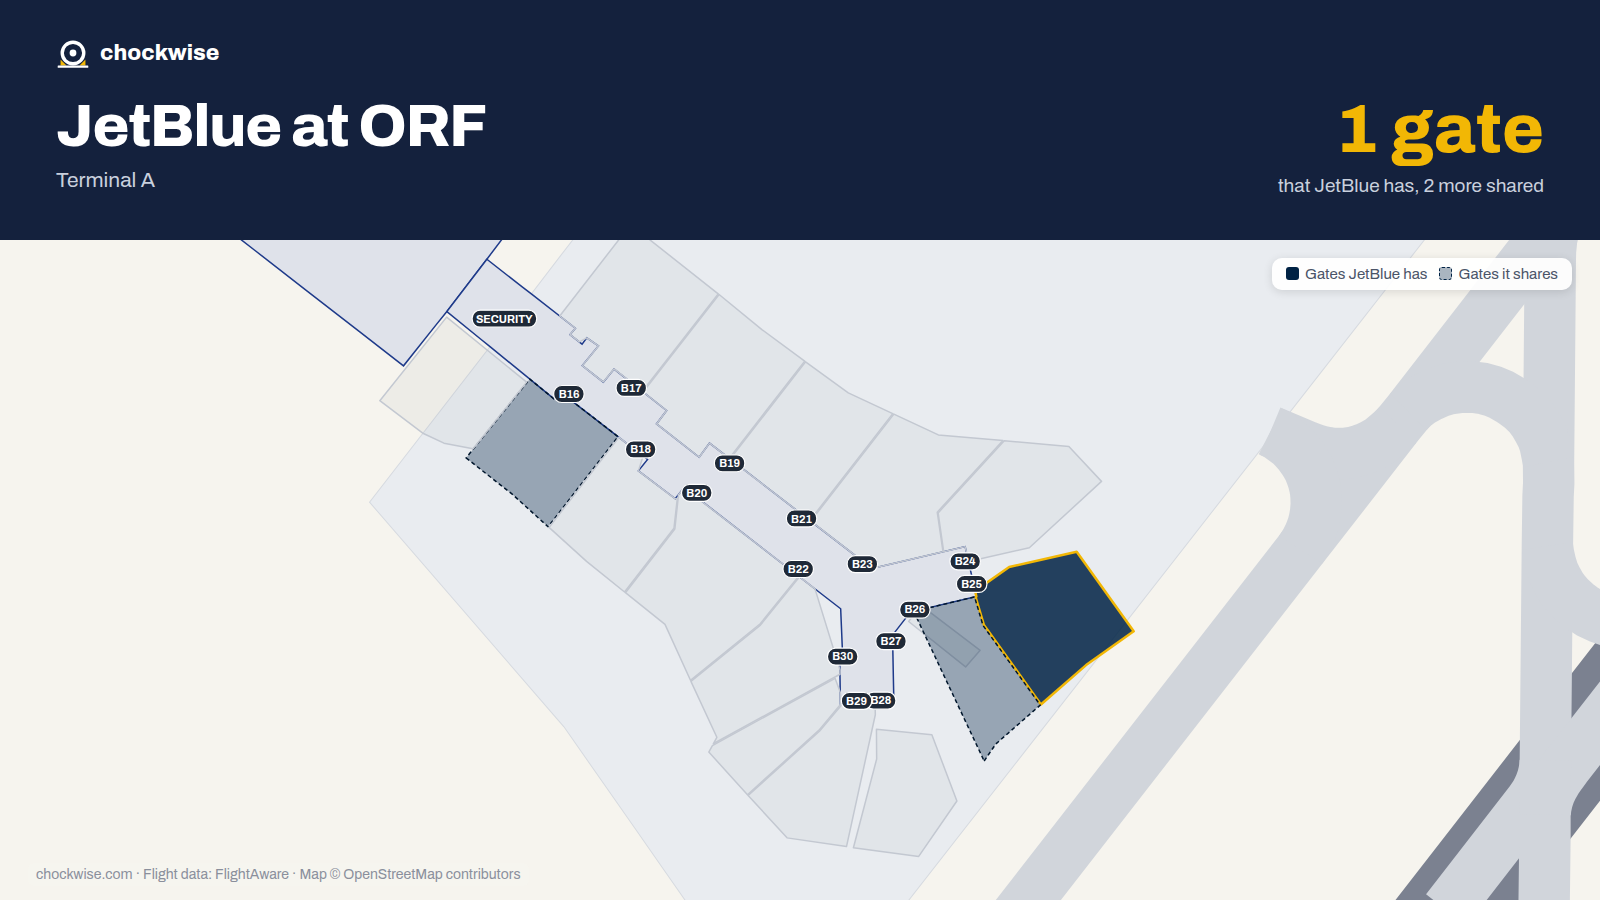 chockwise
JetBlue at ORF
Terminal A
1 gate
that JetBlue has, 2 more shared
Gates JetBlue has
Gates it shares
SECURITY
B16
B17
B18
B19
B20
B21
B22
B23
B24
B25
B26
B27
B30
B29
B28
chockwise.com · Flight data: FlightAware · Map © OpenStreetMap contributors